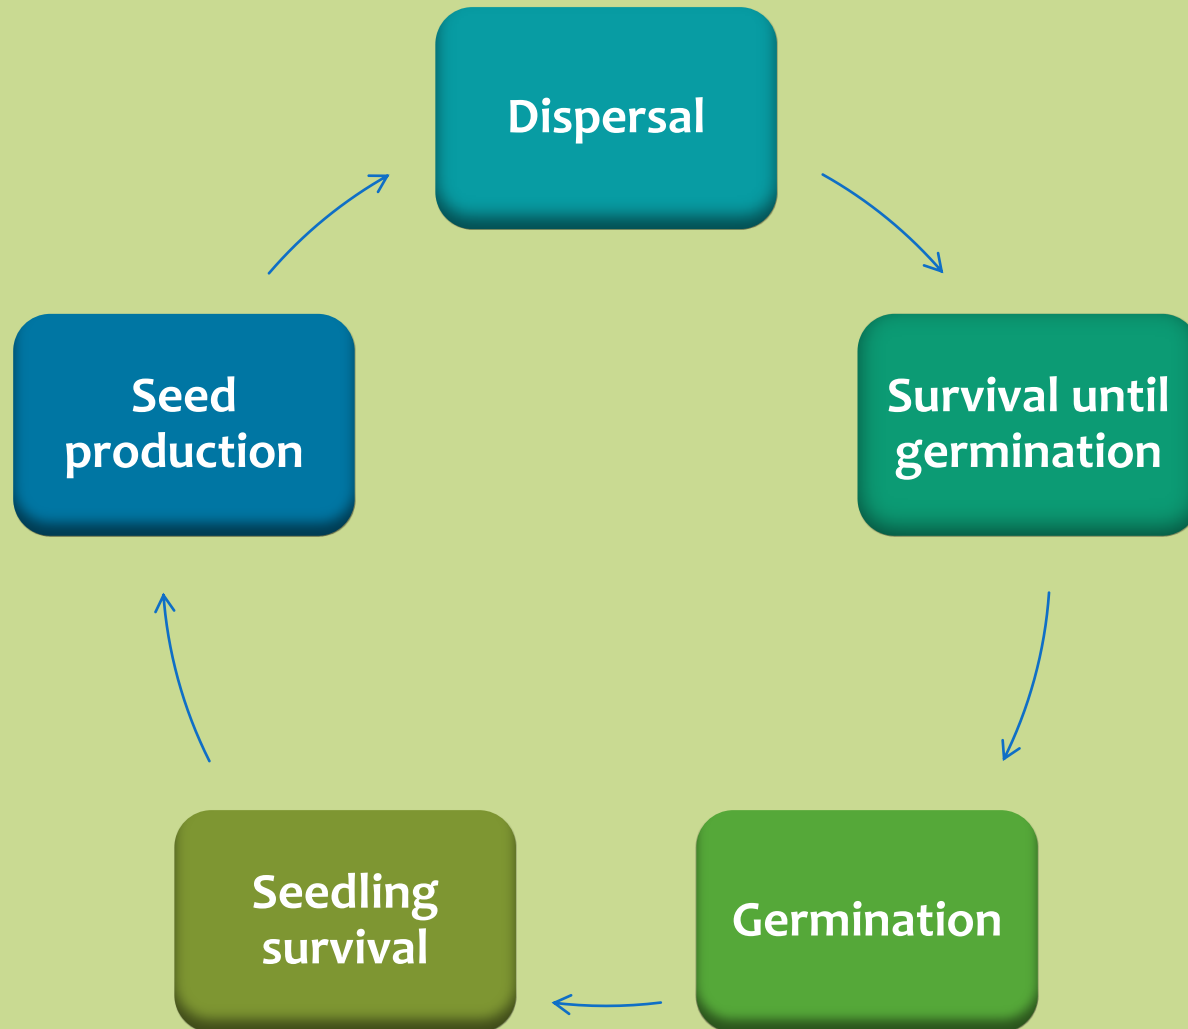 Dispersal
Survival until
germination
Germination
Seedling
survival
Seed
production